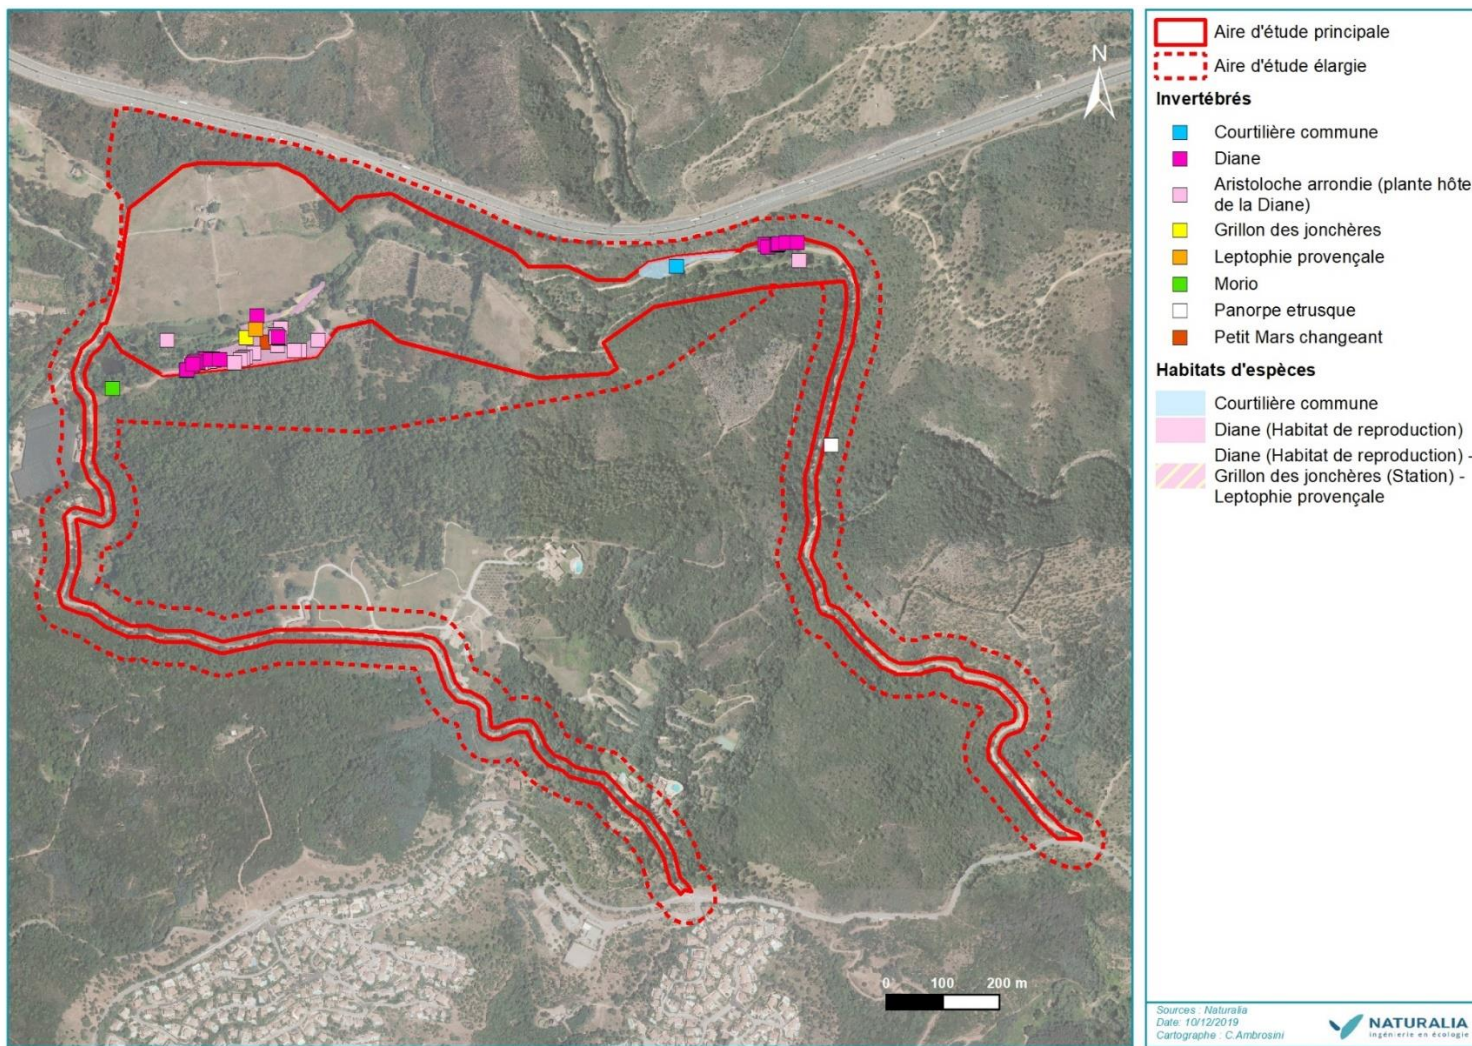 N
0 100 200 m
Aire d'étude principale
Aire d'étude élargie
Invertébrés
Courtilière commune
Diane
Aristoloche arrondie (plante hôte
de la Diane)
Grillon des jonchères
Leptophie provençale
Morio
Panorpe etrusque
Petit Mars changeant
Habitats d'espèces
Courtilière commune
Diane (Habitat de reproduction)
Diane (Habitat de reproduction) -
Grillon des jonchères (Station) -
Leptophie provençale
Sources : Naturalia
Date: 10/12/2019
Cartographe : C.Ambrosini
NATURALIA
ingénierie en écologie